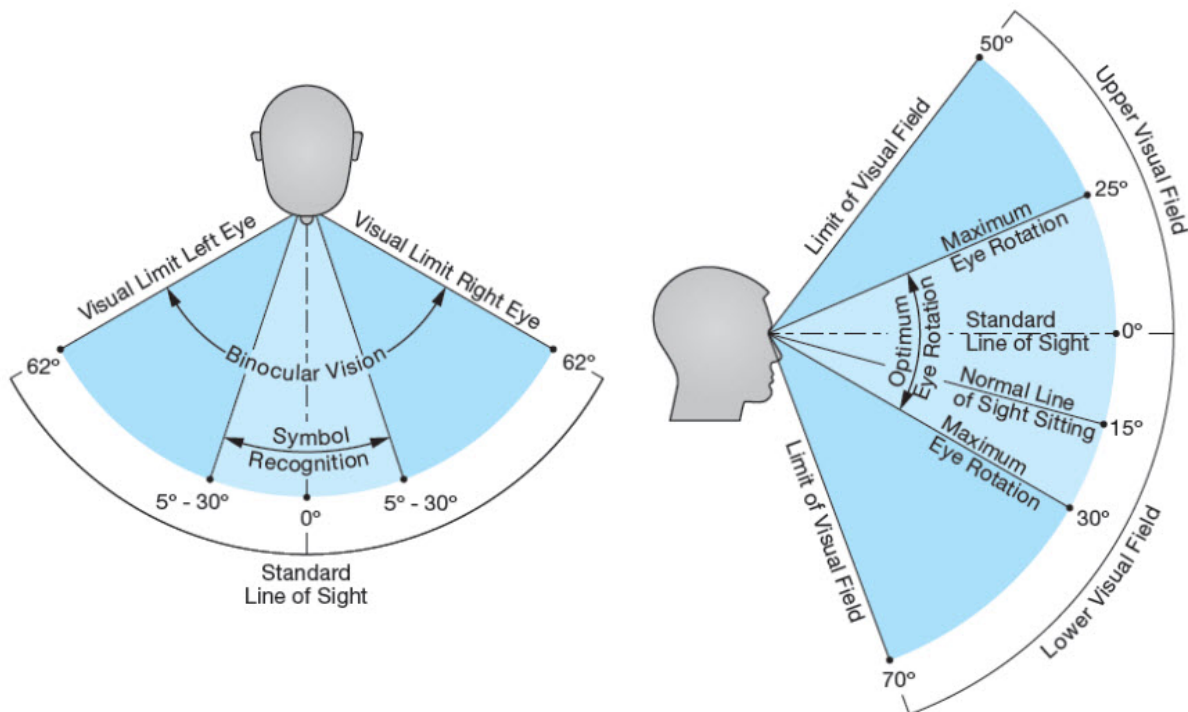 Visual Limit Left Eye
Visual Limit Right Eye
62º
62º
Binocular Vision
Symbol
Recognition
5º - 30º
5º - 30º
0º
Standard
Line of Sight
50º
Upper Visual Field
Limit of Visual Field
25º
Maximum
Eye Rotation
Optimum
Eye Rotation
Standard
Line of Sight
0º
Normal Line
of Sight Sitting
15º
Maximum
Eye Rotation
30º
Limit of Visual Field
Lower Visual Field
70º